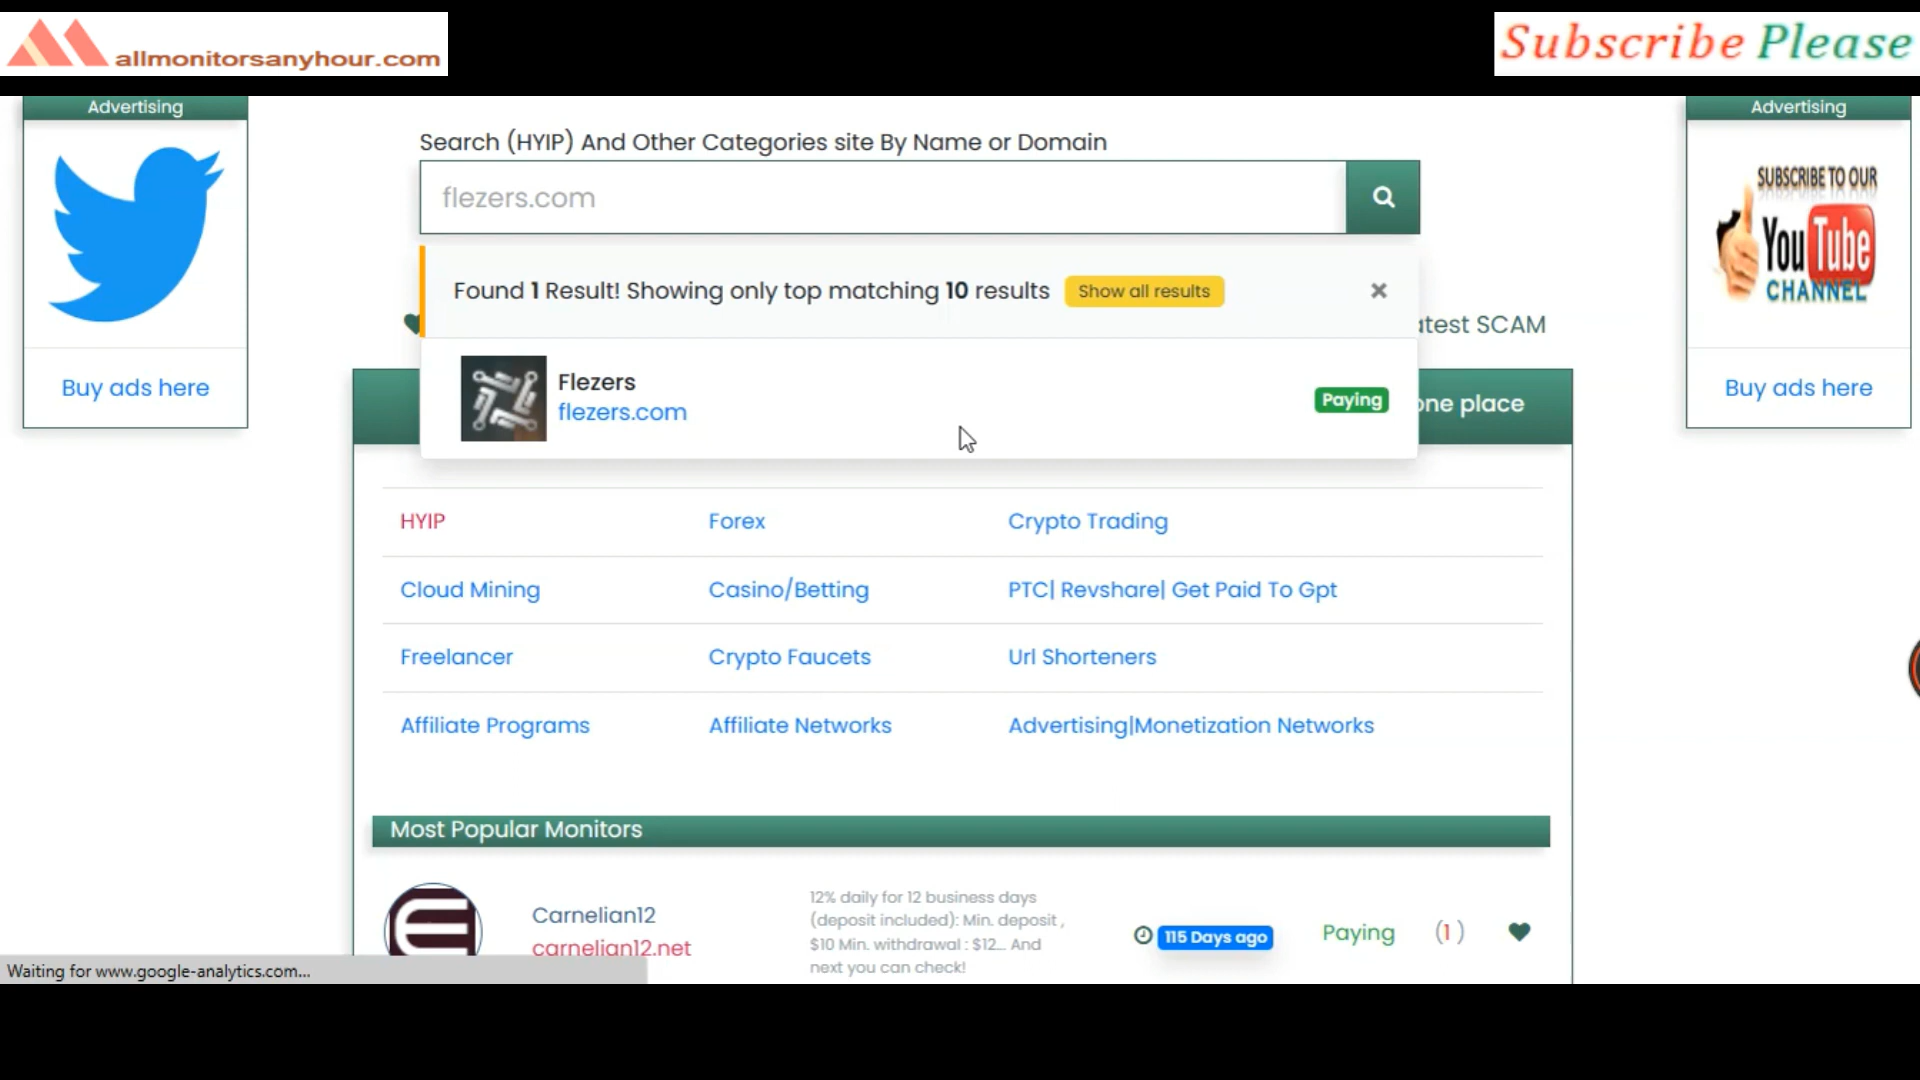 allmonitorsanyhour.com
Subscribe Please
Advertising
Buy ads here
Search (HYIP) And Other Categories site By Name or Domain
flezers.com
Found 1 Result! Showing only top matching 10 results Show all results ×
Flezers
flezers.com
Paying
atest SCAM
one place
Advertising
SUBSCRIBE TO OUR
YouTube
CHANNEL
Buy ads here
HYIP Forex Crypto Trading
Cloud Mining Casino/Betting PTC| Revshare| Get Paid To Gpt
Freelancer Crypto Faucets Url Shorteners
Affiliate Programs Affiliate Networks Advertising|Monetization Networks
Most Popular Monitors
Carnelian12
carnelian12.net
12% daily for 12 business days
(deposit included): Min. deposit ,
$10 Min. withdrawal : $12... And
next you can check!
115 Days ago
Paying (1)
Waiting for www.google-analytics.com...